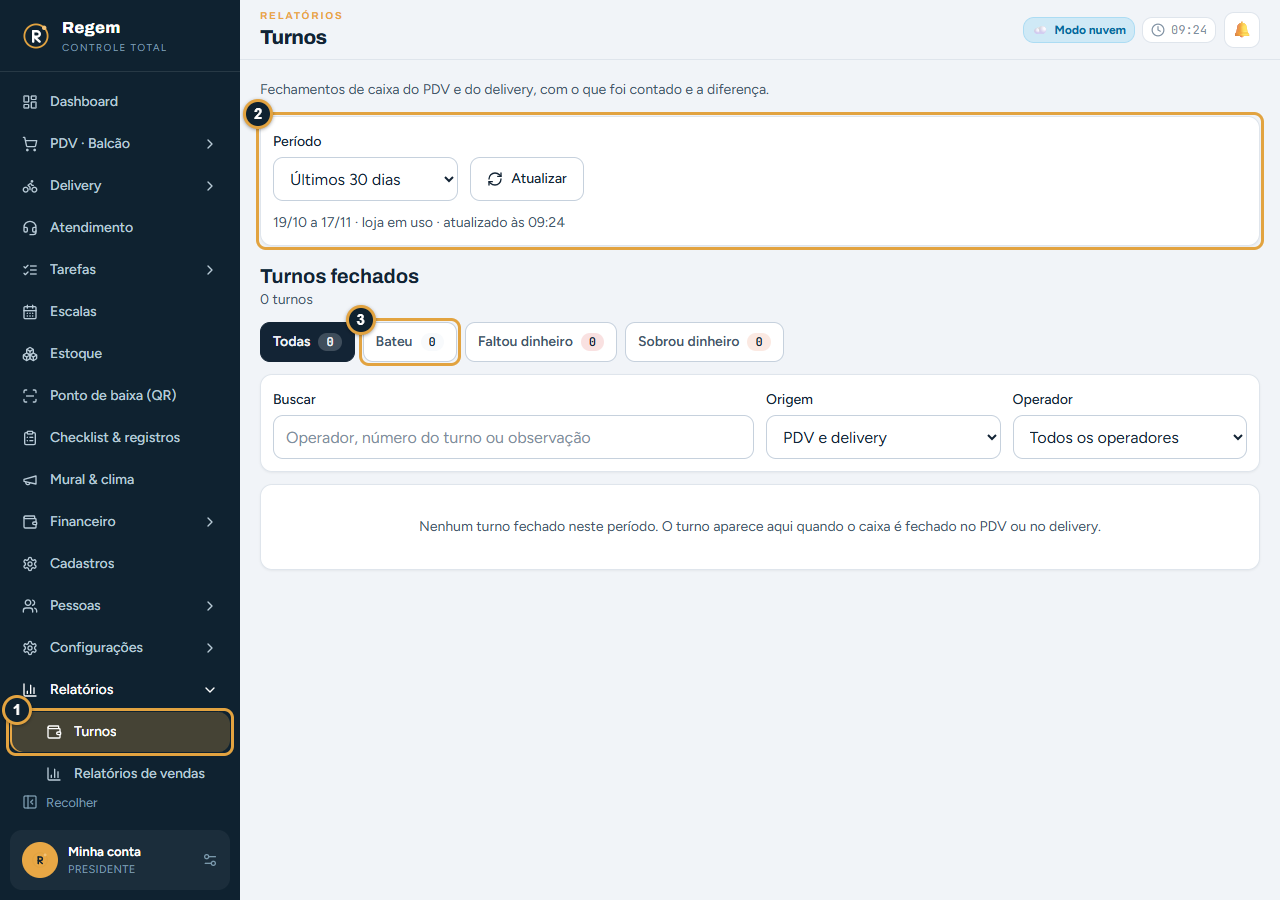 Regem
CONTROLE TOTAL
Dashboard
PDV · Balcão
Delivery
Atendimento
Tarefas
Escalas
Estoque
Ponto de baixa (QR)
Checklist & registros
Mural & clima
Financeiro
Cadastros
Pessoas
Configurações
Relatórios
1
Turnos
Relatórios de vendas
Recolher
R
Minha conta
PRESIDENTE
RELATÓRIOS
Turnos
Modo nuvem
09:24
Fechamentos de caixa do PDV e do delivery, com o que foi contado e a diferença.
2
Período
Últimos 30 dias
Atualizar
19/10 a 17/11 · loja em uso · atualizado às 09:24
Turnos fechados
0 turnos
3
Todas 0
Bateu 0
Faltou dinheiro 0
Sobrou dinheiro 0
Buscar
Origem
Operador
Operador, número do turno ou observação
PDV e delivery
Todos os operadores
Nenhum turno fechado neste período. O turno aparece aqui quando o caixa é fechado no PDV ou no delivery.